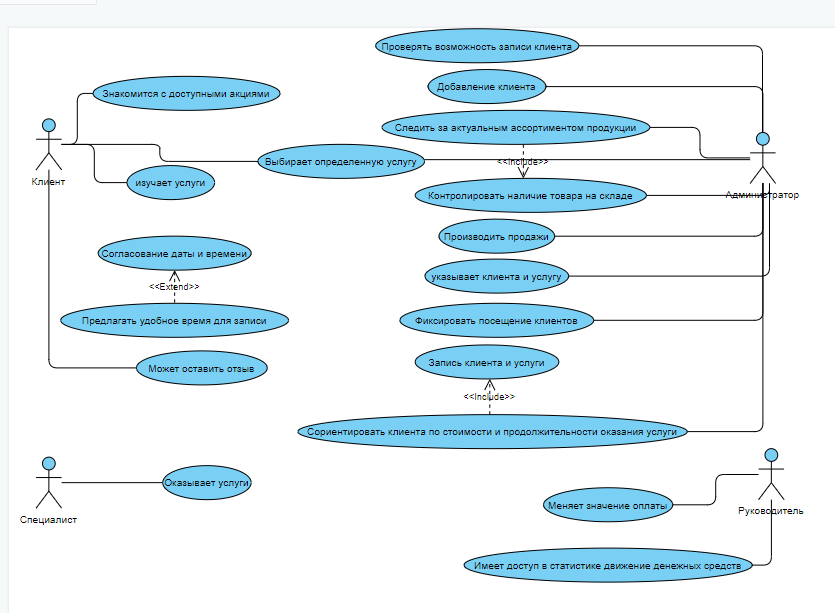 Проверять возможность записи клиента
Знакомится с доступными акциями
Добавление клиента
Следить за актуальным ассортиментом продукции
Клиент
Выбирает определенную услугу
<<Include>>
изучает услуги
Контролировать наличие товара на складе
Администратор
Производить продажи
Согласование даты и времени
указывает клиента и услугу
<<Extend>>
Предлагать удобное время для записи
Фиксировать посещение клиентов
Может оставить отзыв
Запись клиента и услуги
<<Include>>
Сориентировать клиента по стоимости и продолжительности оказания услуги
Оказывает услуги
Специалист
Меняет значение оплаты
Руководитель
Имеет доступ в статистике движение денежных средств